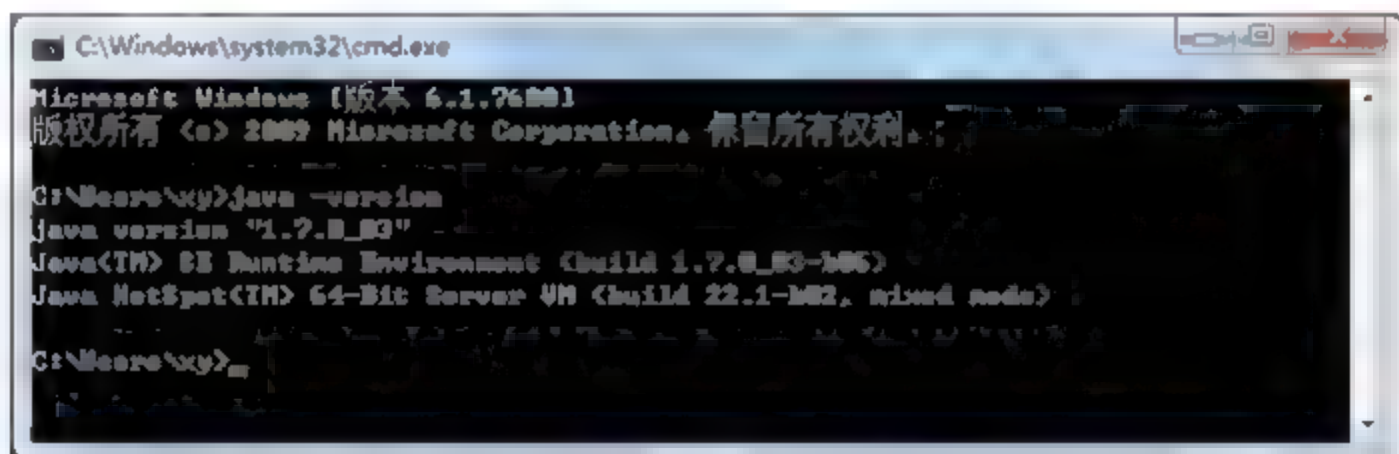 C:\Windows\system32\cmd.exe
Microsoft Windows [版本 6.1.7600]
版权所有 <c> 2009 Microsoft Corporation。保留所有权利。
C:\Users\xy>java -version
java version "1.7.0_03"
Java<TM> SE Runtime Environment <build 1.7.0_03-b05>
Java HotSpot<TM> 64-Bit Server VM <build 22.1-b02, mixed mode>
C:\Users\xy>_